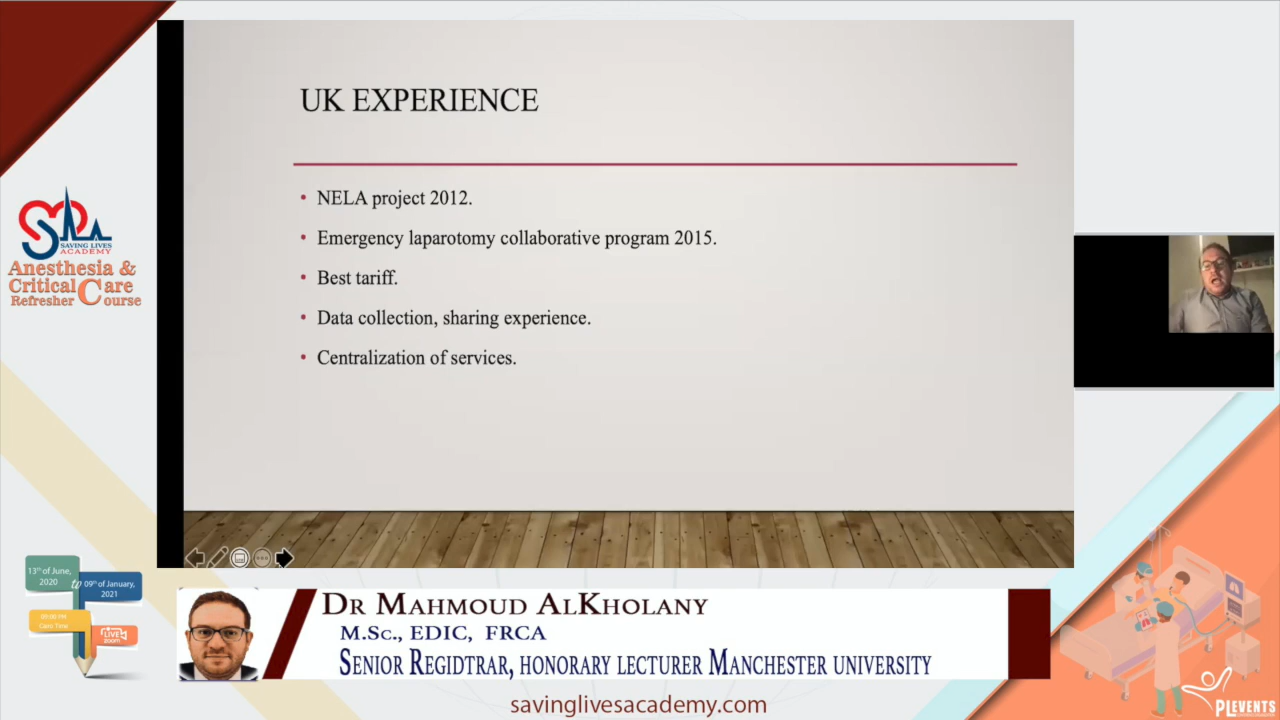 UK EXPERIENCE
• NELA project 2012.
• Emergency laparotomy collaborative program 2015.
• Best tariff.
• Data collection, sharing experience.
• Centralization of services.
SAVING LIVES
ACADEMY
Anesthesia &
Critical Care
Refresher Course
13th of June,
2020
to
09th of January,
2021
09:00 PM
Cairo Time
LIVE
zoom
DR MAHMOUD ALKHOLANY
M.SC., EDIC, FRCA
SENIOR REGIDTRAR, HONORARY LECTURER MANCHESTER UNIVERSITY
savinglivesacademy.com
PLEVENTS